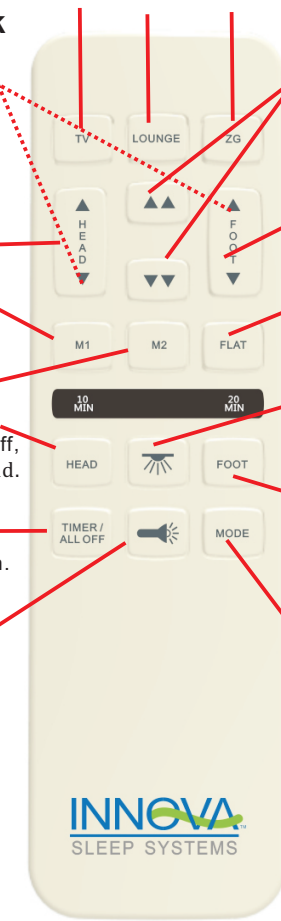 K
TV LOUNGE ZG
HEAD FOOT
M1 M2 FLAT
10 MIN 20 MIN
ff,
HEAD FOOT
d.
TIMER / ALL OFF MODE
n.
INNOVA™
SLEEP SYSTEMS